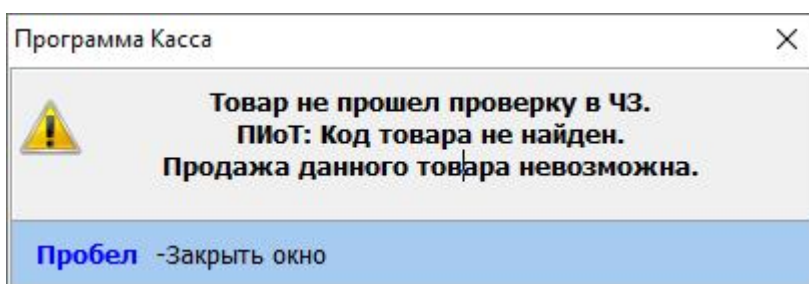 Программа Касса
Товар не прошел проверку в ЧЗ.
ПИоТ: Код товара не найден.
Продажа данного товара невозможна.
Пробел -Закрыть окно